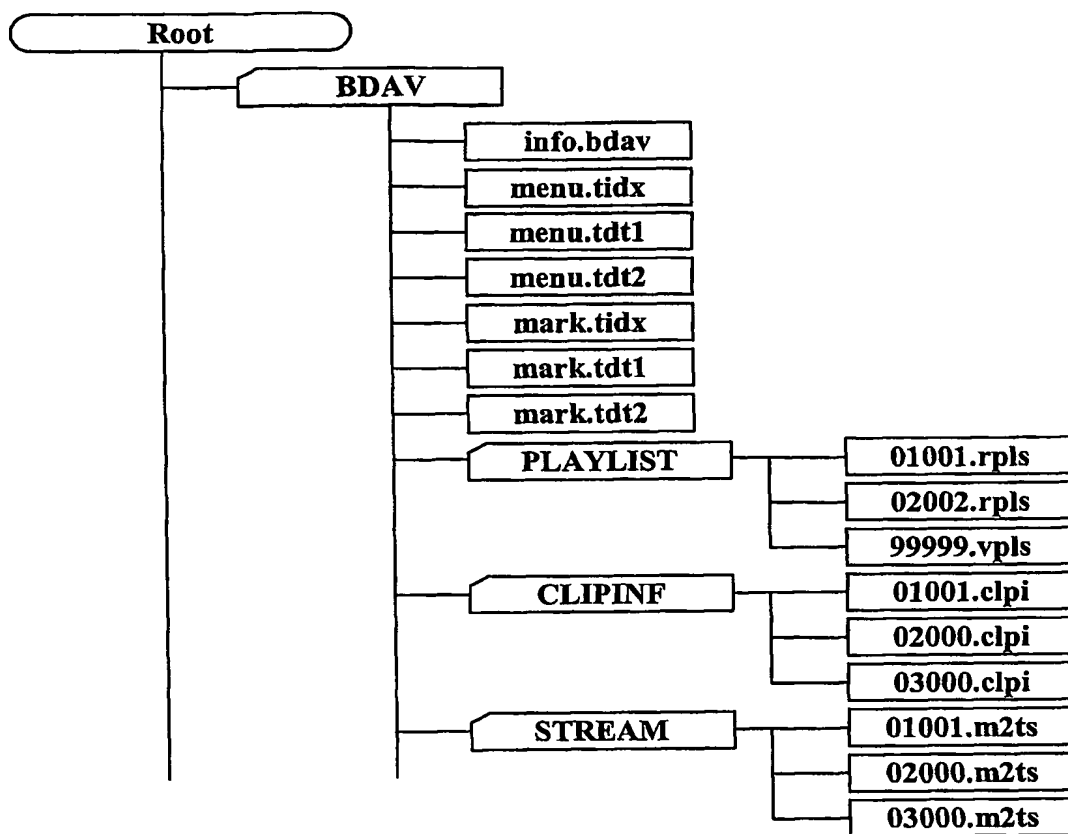 Root
BDAV
info.bdav
menu.tidx
menu.tdt1
menu.tdt2
mark.tidx
mark.tdt1
mark.tdt2
PLAYLIST
01001.rpls
02002.rpls
99999.vpls
CLIPINF
01001.clpi
02000.clpi
03000.clpi
STREAM
01001.m2ts
02000.m2ts
03000.m2ts